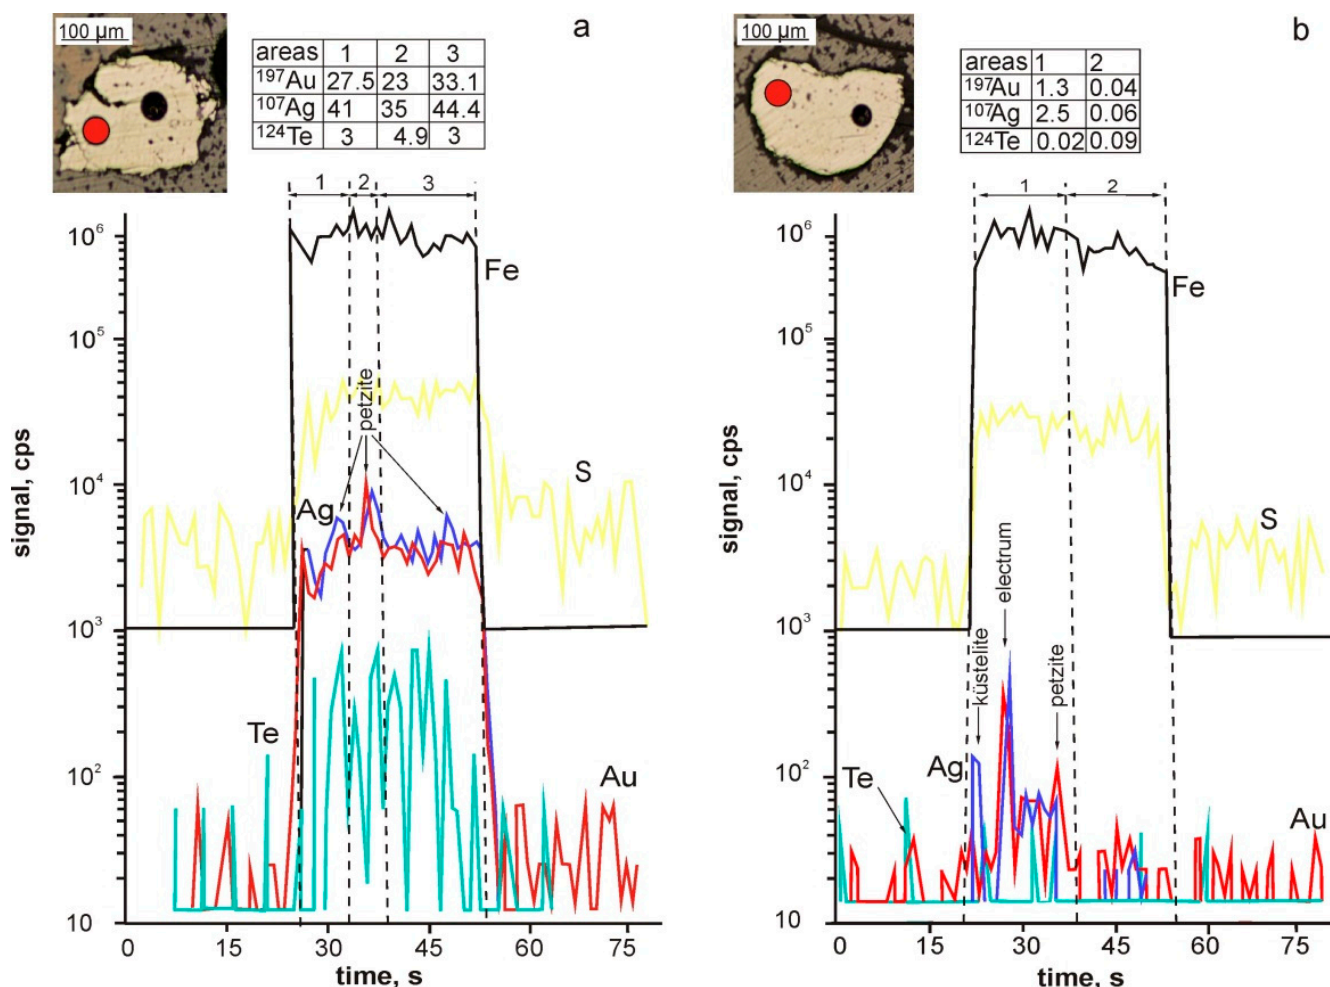 100 µm
a
areas 1 2 3
¹⁹⁷Au 27.5 23 33.1
¹⁰⁷Ag 41 35 44.4
¹²⁴Te 3 4.9 3
1 2 3
10⁶
10⁵
10⁴
10³
10²
10
signal, cps
Fe
S
petzite
Ag
Te
Au
0 15 30 45 60 75
time, s
100 µm
b
areas 1 2
¹⁹⁷Au 1.3 0.04
¹⁰⁷Ag 2.5 0.06
¹²⁴Te 0.02 0.09
1 2
10⁶
10⁵
10⁴
10³
10²
10
signal, cps
Fe
S
electrum
küstelite
petzite
Te
Ag
Au
0 15 30 45 60 75
time, s